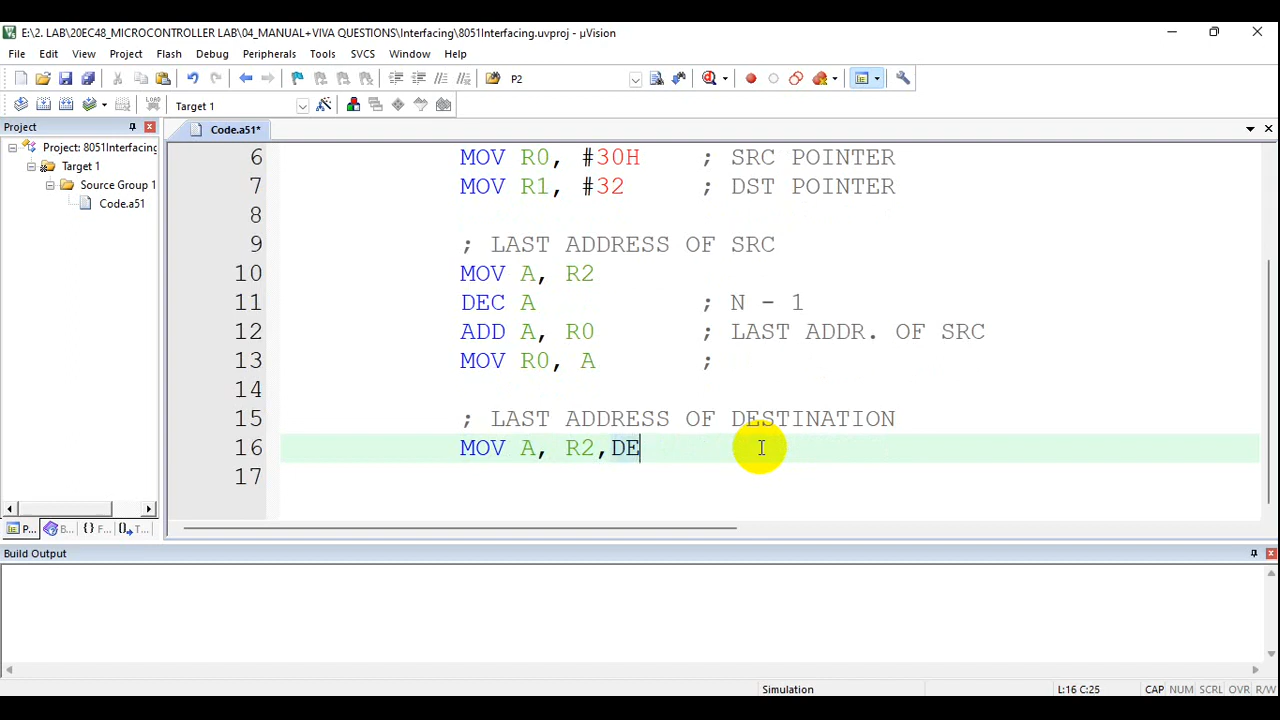 E:\2. LAB\20EC48_MICROCONTROLLER LAB\04_MANUAL+VIVA QUESTIONS\Interfacing\8051Interfacing.uvproj - µVision
File Edit View Project Flash Debug Peripherals Tools SVCS Window Help
P2
LOAD Target 1
Project
Code.a51*
Project: 8051Interfacing
Target 1
Source Group 1
Code.a51
6 MOV R0, #30H ; SRC POINTER
7 MOV R1, #32 ; DST POINTER
8
9 ; LAST ADDRESS OF SRC
10 MOV A, R2
11 DEC A ; N - 1
12 ADD A, R0 ; LAST ADDR. OF SRC
13 MOV R0, A ;
14
15 ; LAST ADDRESS OF DESTINATION
16 MOV A, R2,DE
17
P... B... {} F... T...
Build Output
Simulation L:16 C:25 CAP NUM SCRL OVR R/W